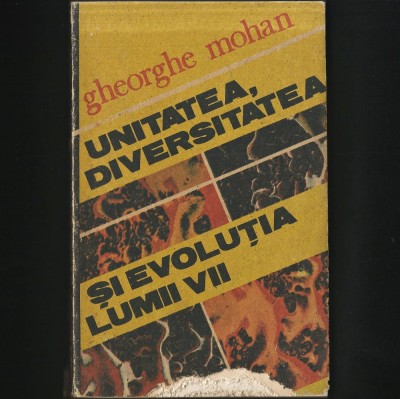 gheorghe mohan
UNITATEA,
DIVERSITATEA
ȘI EVOLUȚIA
LUMII VII